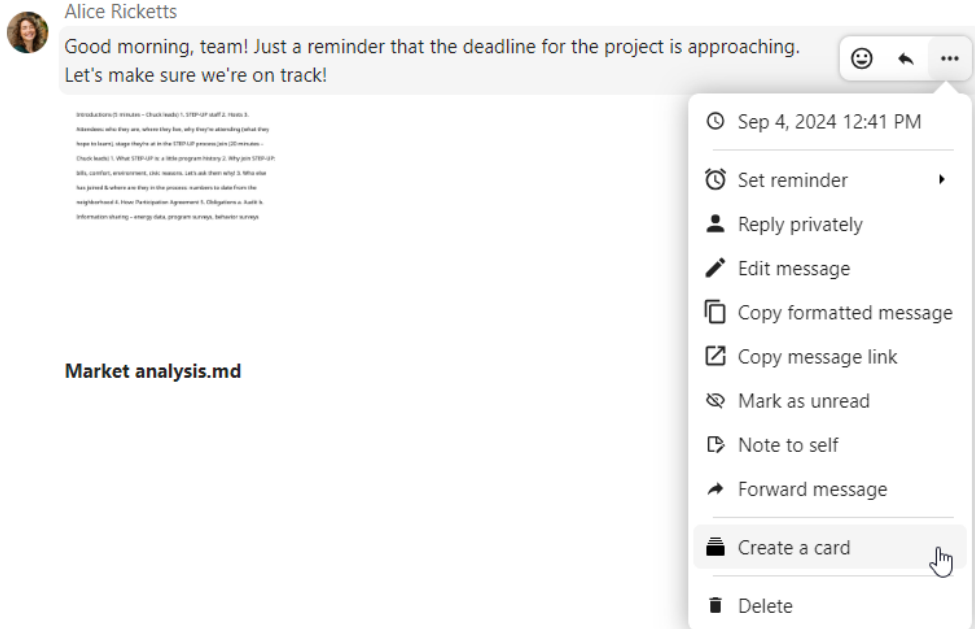 Alice Ricketts
Good morning, team! Just a reminder that the deadline for the project is approaching.
Let's make sure we're on track!
Introductions (5 minutes – Chuck leads) 1. STEP-UP staff 2. Hosts 3.
Attendees: who they are, where they live, why they're attending (what they
hope to learn), stage they're at in the STEP-UP process Join (20 minutes –
Chuck leads) 1. What STEP-UP is: a little program history 2. Why join STEP-UP:
bills, comfort, environment, civic reasons. Let's ask them why! 3. Who else
has joined & where are they in the process: numbers to date from the
neighborhood 4. How: Participation Agreement 5. Obligations a. Audit b.
Information sharing – energy data, program surveys, behavior surveys
Market analysis.md
Sep 4, 2024 12:41 PM
Set reminder
Reply privately
Edit message
Copy formatted message
Copy message link
Mark as unread
Note to self
Forward message
Create a card
Delete